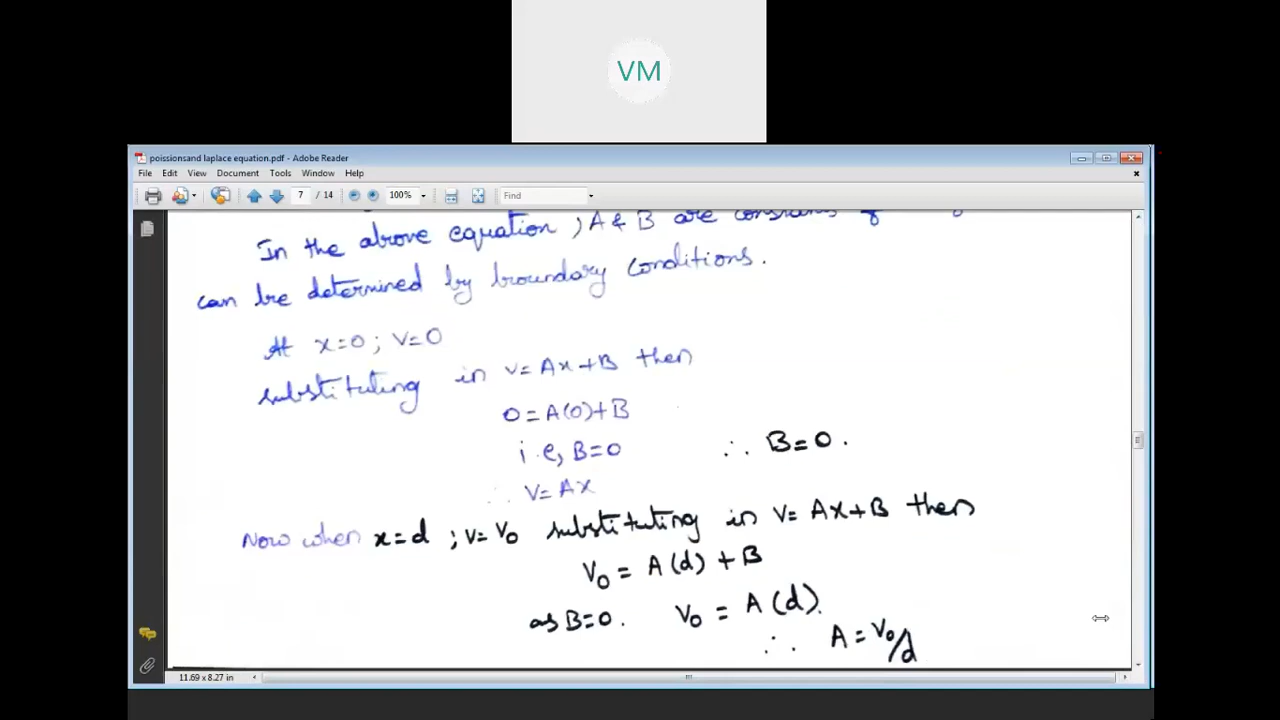 VM
poissionsand laplace equation.pdf - Adobe Reader
File Edit View Document Tools Window Help
7 / 14 100% Find
In the above equation, A & B are constants of
can be determined by boundary conditions.
At x=0; V=0
substituting in V= Ax+B then
0 = A(0)+B
i.e, B=0 ∴ B=0.
∴ V= AX
Now when x=d ; V= V₀ substituting in V= AX+B then
V₀ = A(d) + B
as B=0. V₀ = A(d).
∴ A = V₀/d
11.69 x 8.27 in